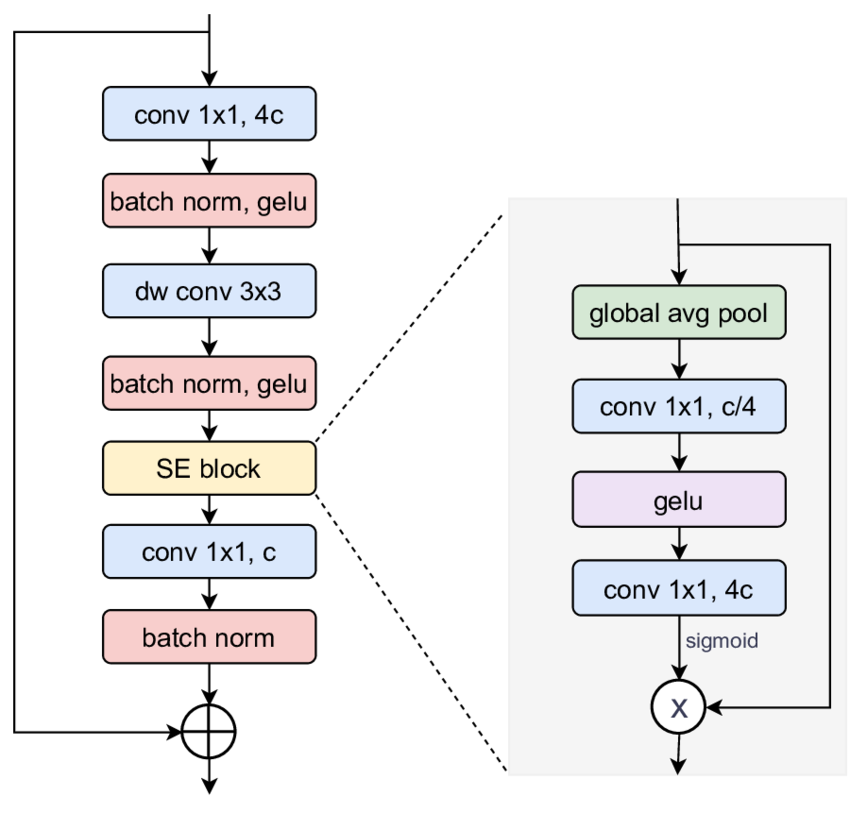 conv 1x1, 4c
batch norm, gelu
dw conv 3x3
batch norm, gelu
SE block
conv 1x1, c
batch norm
global avg pool
conv 1x1, c/4
gelu
conv 1x1, 4c
sigmoid
x